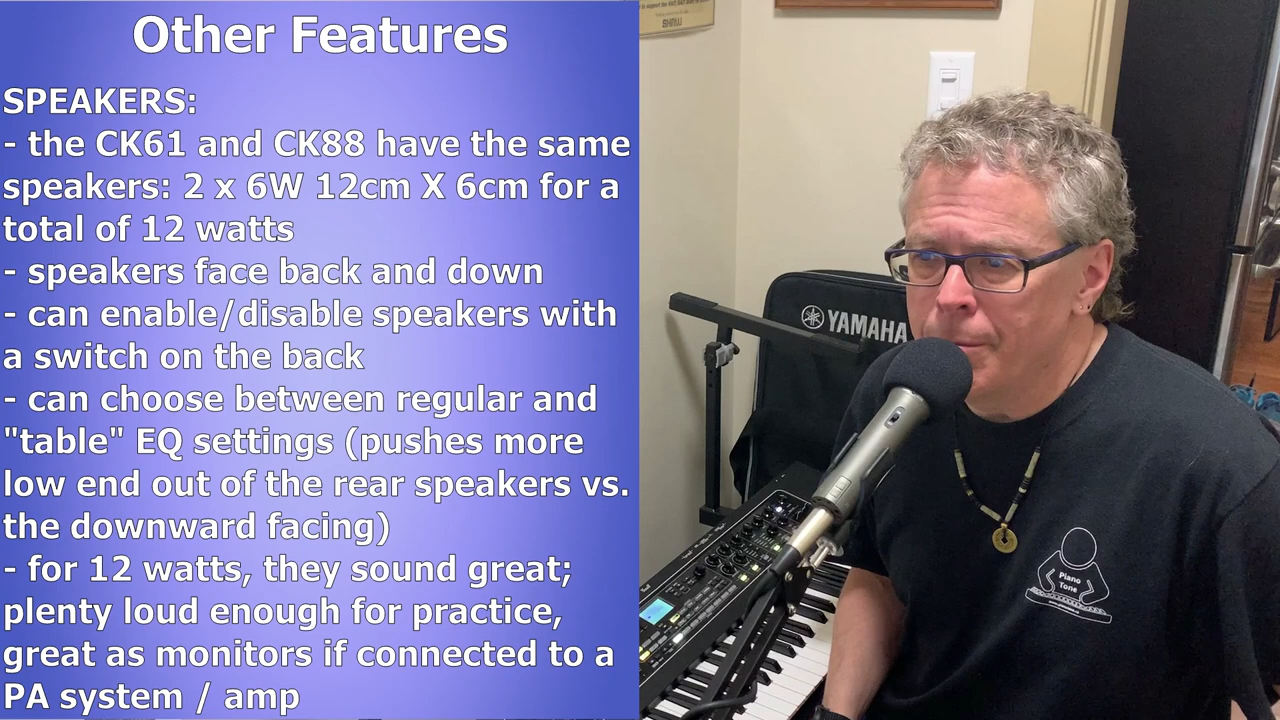 Other Features
SPEAKERS:
- the CK61 and CK88 have the same
speakers: 2 x 6W 12cm X 6cm for a
total of 12 watts
- speakers face back and down
- can enable/disable speakers with
a switch on the back
- can choose between regular and
"table" EQ settings (pushes more
low end out of the rear speakers vs.
the downward facing)
- for 12 watts, they sound great;
plenty loud enough for practice,
great as monitors if connected to a
PA system / amp
YAMAHA
Piano
Tone